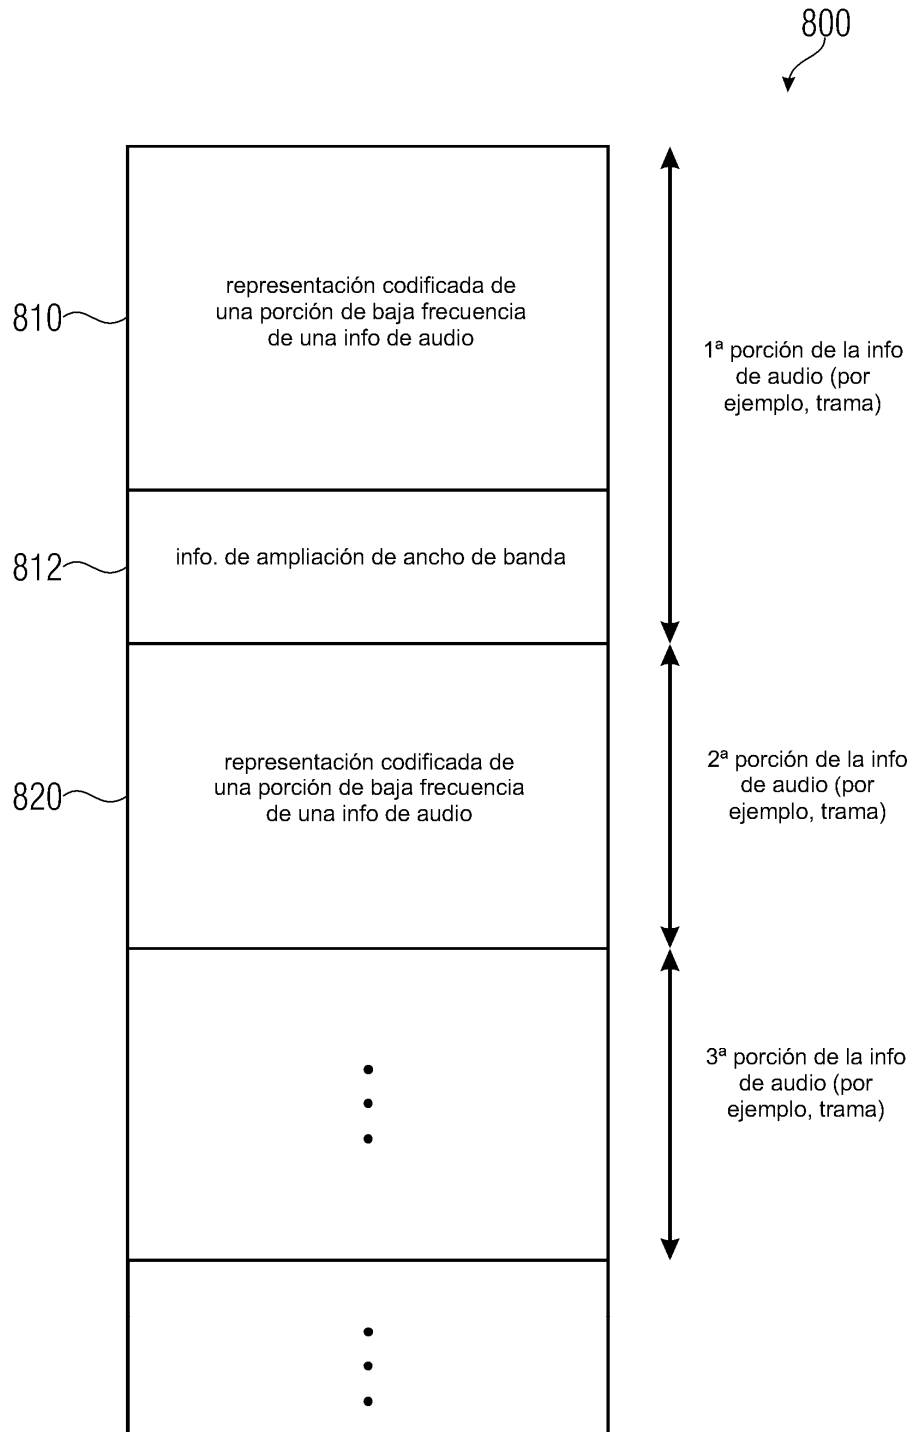 800
representación codificada de
una porción de baja frecuencia
de una info de audio
810
1ª porción de la info
de audio (por
ejemplo, trama)
info. de ampliación de ancho de banda
812
representación codificada de
una porción de baja frecuencia
de una info de audio
820
2ª porción de la info
de audio (por
ejemplo, trama)
3ª porción de la info
de audio (por
ejemplo, trama)